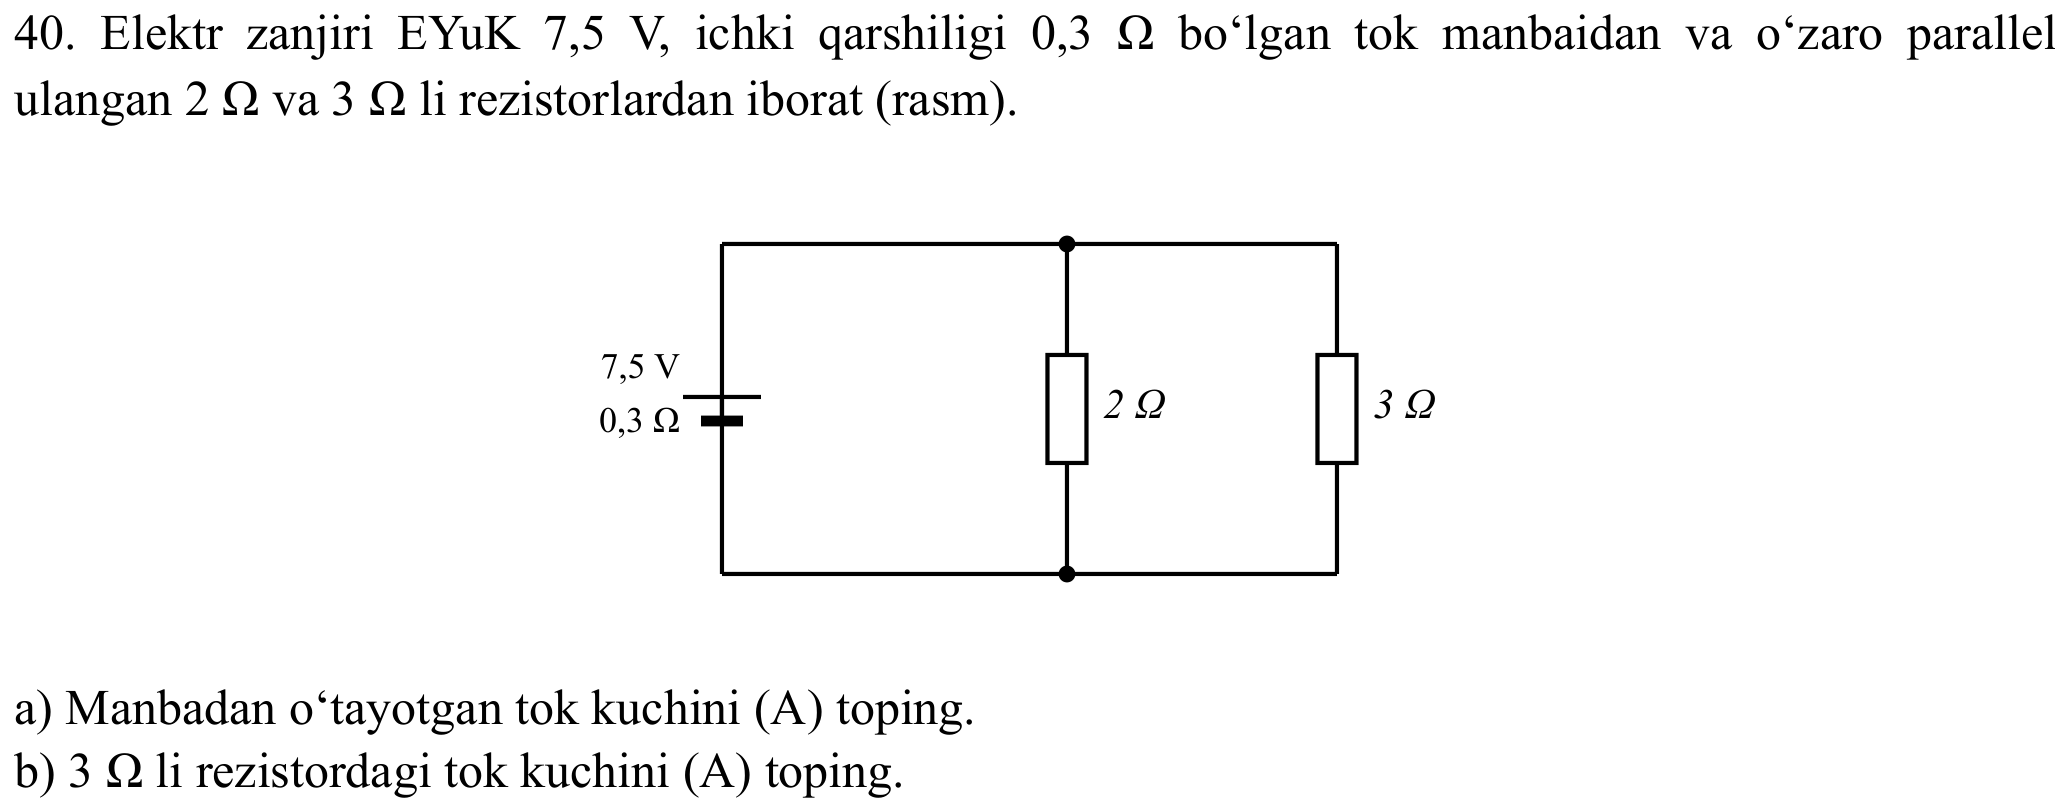 40. Elektr zanjiri EYuK 7,5 V, ichki qarshiligi 0,3 Ω bo‘lgan tok manbaidan va o‘zaro parallel
ulangan 2 Ω va 3 Ω li rezistorlardan iborat (rasm).
7,5 V
0,3 Ω
2 Ω
3 Ω
a) Manbadan o‘tayotgan tok kuchini (A) toping.
b) 3 Ω li rezistordagi tok kuchini (A) toping.